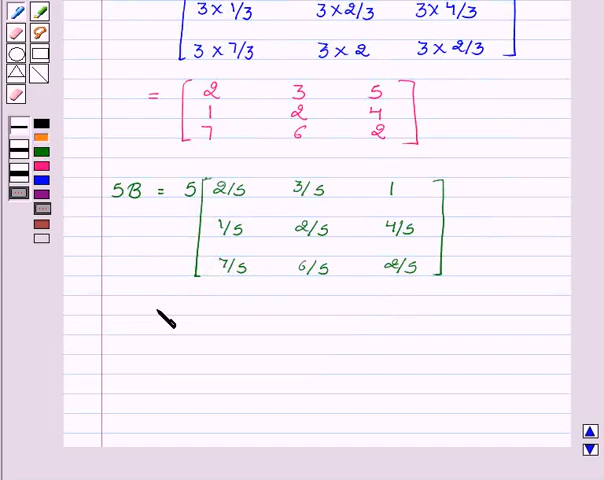 3 × 1/3 3 × 2/3 3 × 4/3
3 × 7/3 3 × 2 3 × 2/3
= [ 2 3 5
1 2 4
7 6 2 ]
5B = 5 [ 2/5 3/5 1
1/5 2/5 4/5
7/5 6/5 2/5 ]